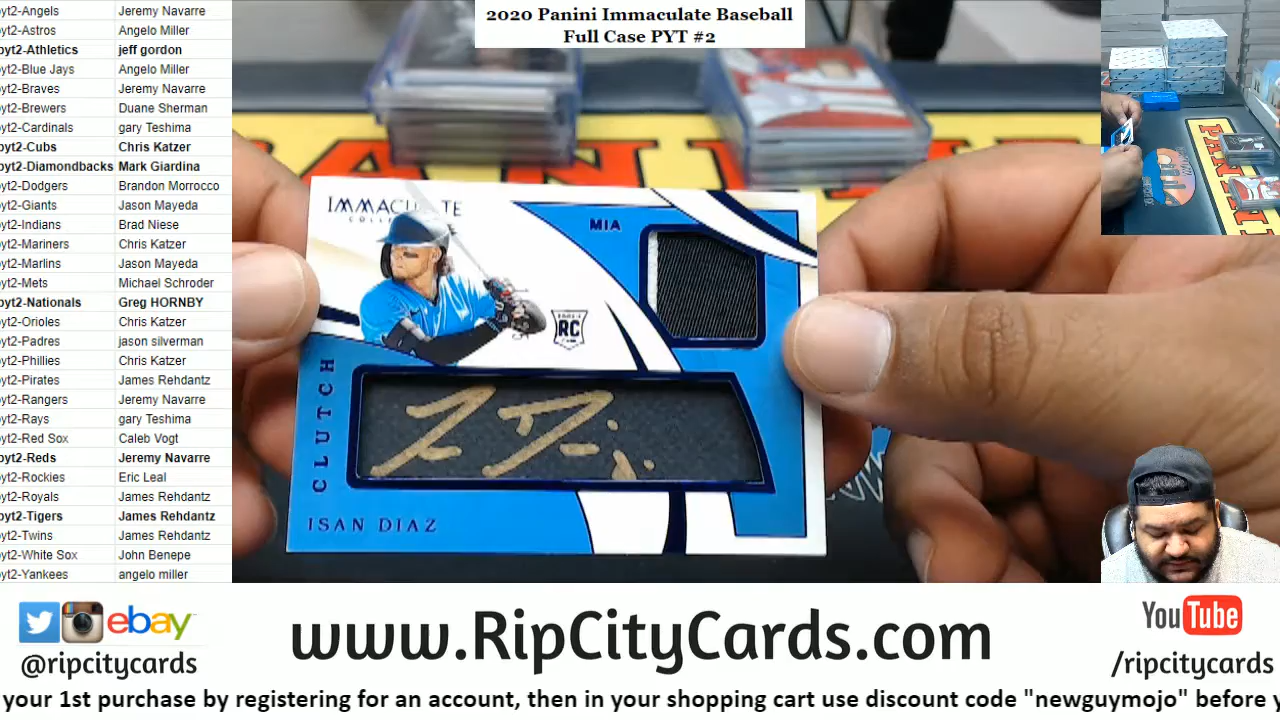 2020 Panini Immaculate Baseball
Full Case PYT #2
yt2-Angels Jeremy Navarre
yt2-Astros Angelo Miller
pyt2-Athletics jeff gordon
yt2-Blue Jays Angelo Miller
yt2-Braves Jeremy Navarre
yt2-Brewers Duane Sherman
yt2-Cardinals gary Teshima
pyt2-Cubs Chris Katzer
pyt2-Diamondbacks Mark Giardina
yt2-Dodgers Brandon Morrocco
yt2-Giants Jason Mayeda
yt2-Indians Brad Niese
yt2-Mariners Chris Katzer
yt2-Marlins Jason Mayeda
yt2-Mets Michael Schroder
pyt2-Nationals Greg HORNBY
yt2-Orioles Chris Katzer
yt2-Padres jason silverman
yt2-Phillies Chris Katzer
yt2-Pirates James Rehdantz
yt2-Rangers Jeremy Navarre
yt2-Rays gary Teshima
yt2-Red Sox Caleb Vogt
pyt2-Reds Jeremy Navarre
yt2-Rockies Eric Leal
yt2-Royals James Rehdantz
pyt2-Tigers James Rehdantz
yt2-Twins James Rehdantz
yt2-White Sox John Benepe
yt2-Yankees angelo miller
PANINI
IMMACULATE
COLLECTION
MIA
RC
CLUTCH
ISAN DIAZ
PANINI
ebay
@ripcitycards
www.RipCityCards.com
YouTube
/ripcitycards
your 1st purchase by registering for an account, then in your shopping cart use discount code "newguymojo" before y